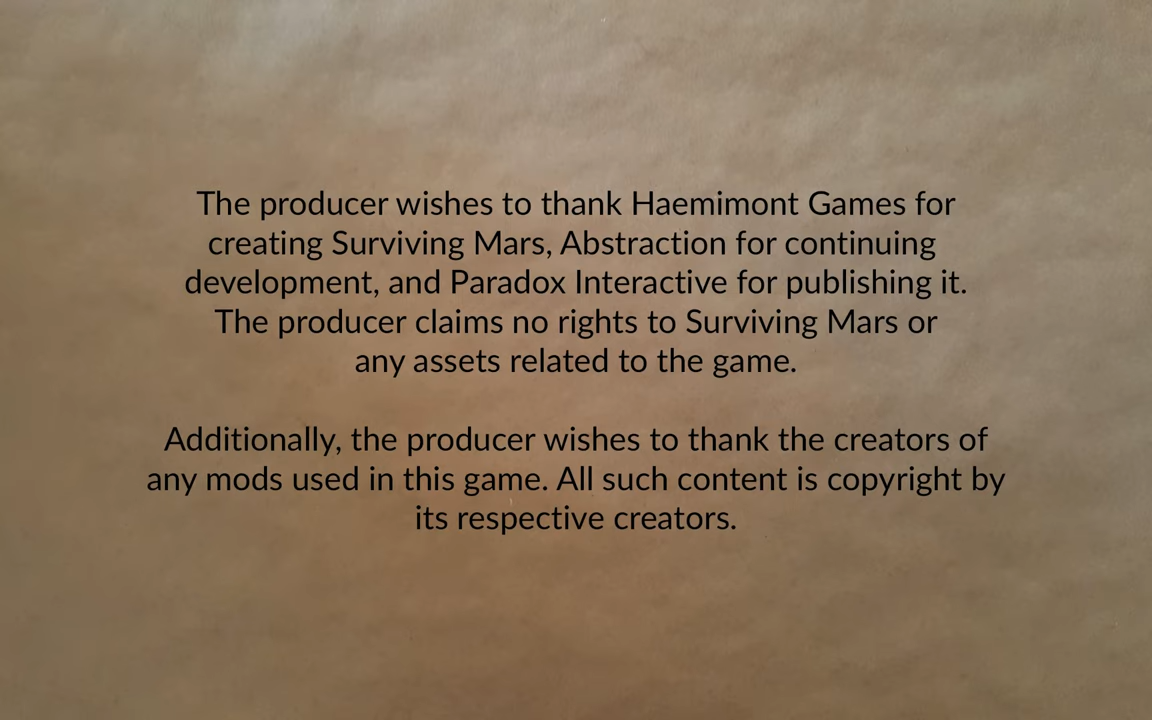 The producer wishes to thank Haemimont Games for
creating Surviving Mars, Abstraction for continuing
development, and Paradox Interactive for publishing it.
The producer claims no rights to Surviving Mars or
any assets related to the game.
Additionally, the producer wishes to thank the creators of
any mods used in this game. All such content is copyright by
its respective creators.